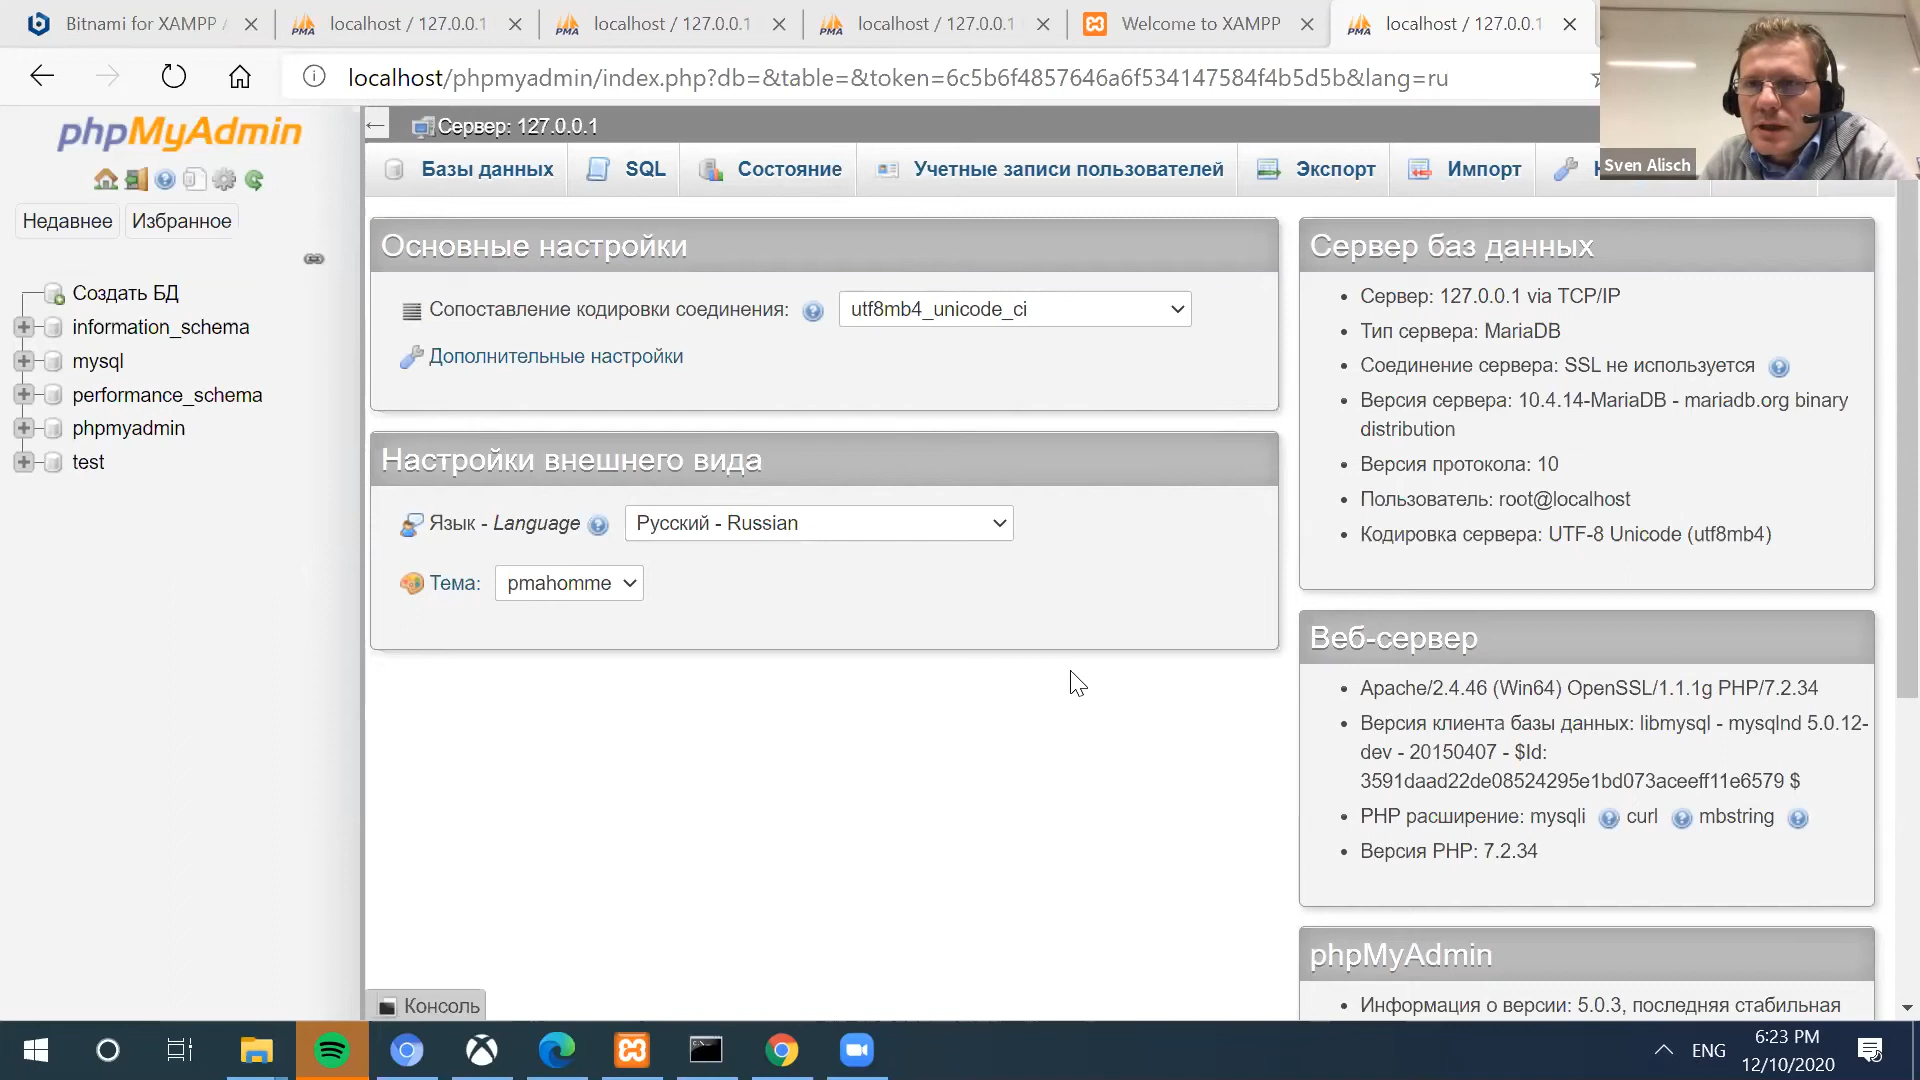 Bitnami for XAMPP
localhost / 127.0.0.1
localhost / 127.0.0.1
localhost / 127.0.0.1
Welcome to XAMPP
localhost / 127.0.0.1
localhost/phpmyadmin/index.php?db=&table=&token=6c5b6f4857646a6f534147584f4b5d5b&lang=ru
Sven Alisch
phpMyAdmin
Недавнее
Избранное
Создать БД
information_schema
mysql
performance_schema
phpmyadmin
test
Сервер: 127.0.0.1
Базы данных
SQL
Состояние
Учетные записи пользователей
Экспорт
Импорт
Основные настройки
Сопоставление кодировки соединения:
utf8mb4_unicode_ci
Дополнительные настройки
Настройки внешнего вида
Язык - Language
Русский - Russian
Тема:
pmahomme
Сервер баз данных
Сервер: 127.0.0.1 via TCP/IP
Тип сервера: MariaDB
Соединение сервера: SSL не используется
Версия сервера: 10.4.14-MariaDB - mariadb.org binary
distribution
Версия протокола: 10
Пользователь: root@localhost
Кодировка сервера: UTF-8 Unicode (utf8mb4)
Веб-сервер
Apache/2.4.46 (Win64) OpenSSL/1.1.1g PHP/7.2.34
Версия клиента базы данных: libmysql - mysqlnd 5.0.12-
dev - 20150407 - $Id:
3591daad22de08524295e1bd073aceeff11e6579 $
PHP расширение: mysqli curl mbstring
Версия PHP: 7.2.34
phpMyAdmin
Информация о версии: 5.0.3, последняя стабильная
Консоль
ENG
6:23 PM
12/10/2020